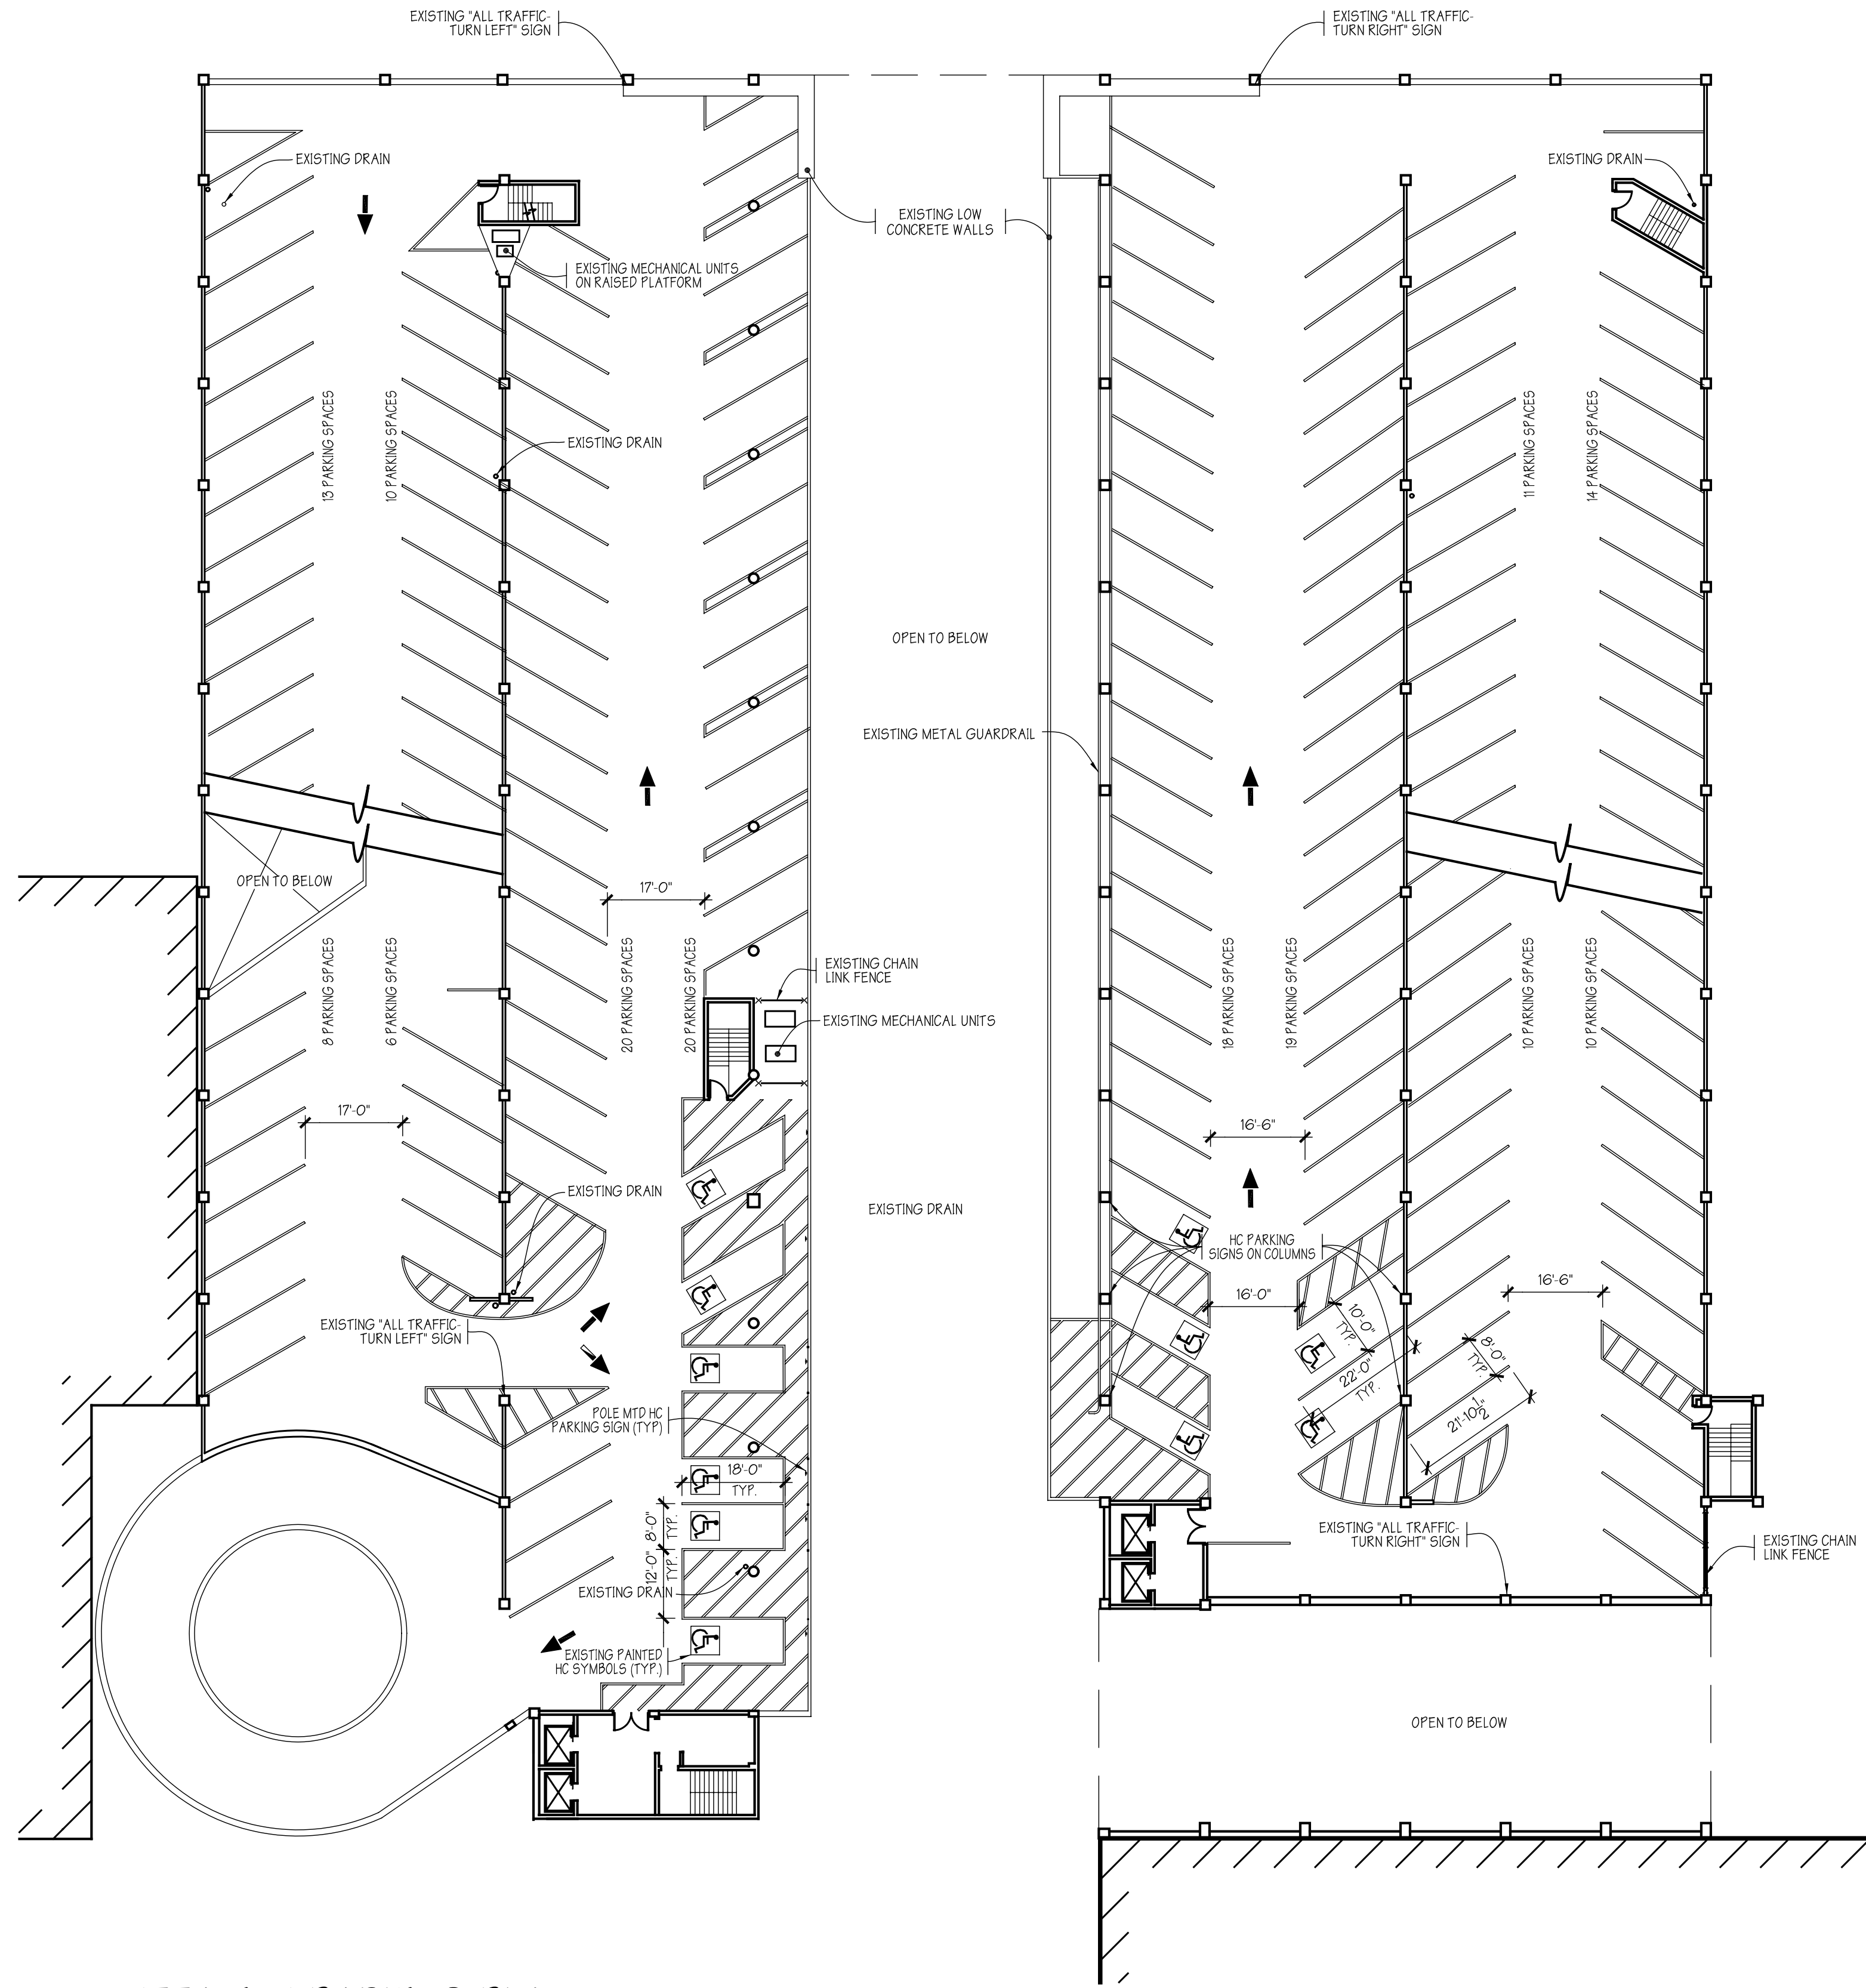 EXISTING "ALL TRAFFIC-
TURN LEFT" SIGN
EXISTING "ALL TRAFFIC-
TURN RIGHT" SIGN
EXISTING DRAIN
EXISTING DRAIN
EXISTING LOW
CONCRETE WALLS
EXISTING MECHANICAL UNITS
ON RAISED PLATFORM
13 PARKING SPACES
10 PARKING SPACES
EXISTING DRAIN
11 PARKING SPACES
14 PARKING SPACES
OPEN TO BELOW
EXISTING METAL GUARDRAIL
OPEN TO BELOW
17'-0"
8 PARKING SPACES
6 PARKING SPACES
20 PARKING SPACES
20 PARKING SPACES
EXISTING CHAIN
LINK FENCE
EXISTING MECHANICAL UNITS
18 PARKING SPACES
19 PARKING SPACES
10 PARKING SPACES
10 PARKING SPACES
17'-0"
16'-6"
EXISTING DRAIN
EXISTING DRAIN
HC PARKING
SIGNS ON COLUMNS
16'-0"
16'-6"
10'-0"
TYP.
8'-0"
TYP.
22'-0"
TYP.
21'-10 1/2"
EXISTING "ALL TRAFFIC-
TURN LEFT" SIGN
POLE MTD HC
PARKING SIGN (TYP)
18'-0"
TYP.
8'-0"
TYP.
12'-0"
TYP.
EXISTING DRAIN
EXISTING "ALL TRAFFIC-
TURN RIGHT" SIGN
EXISTING CHAIN
LINK FENCE
EXISTING PAINTED
HC SYMBOLS (TYP.)
OPEN TO BELOW